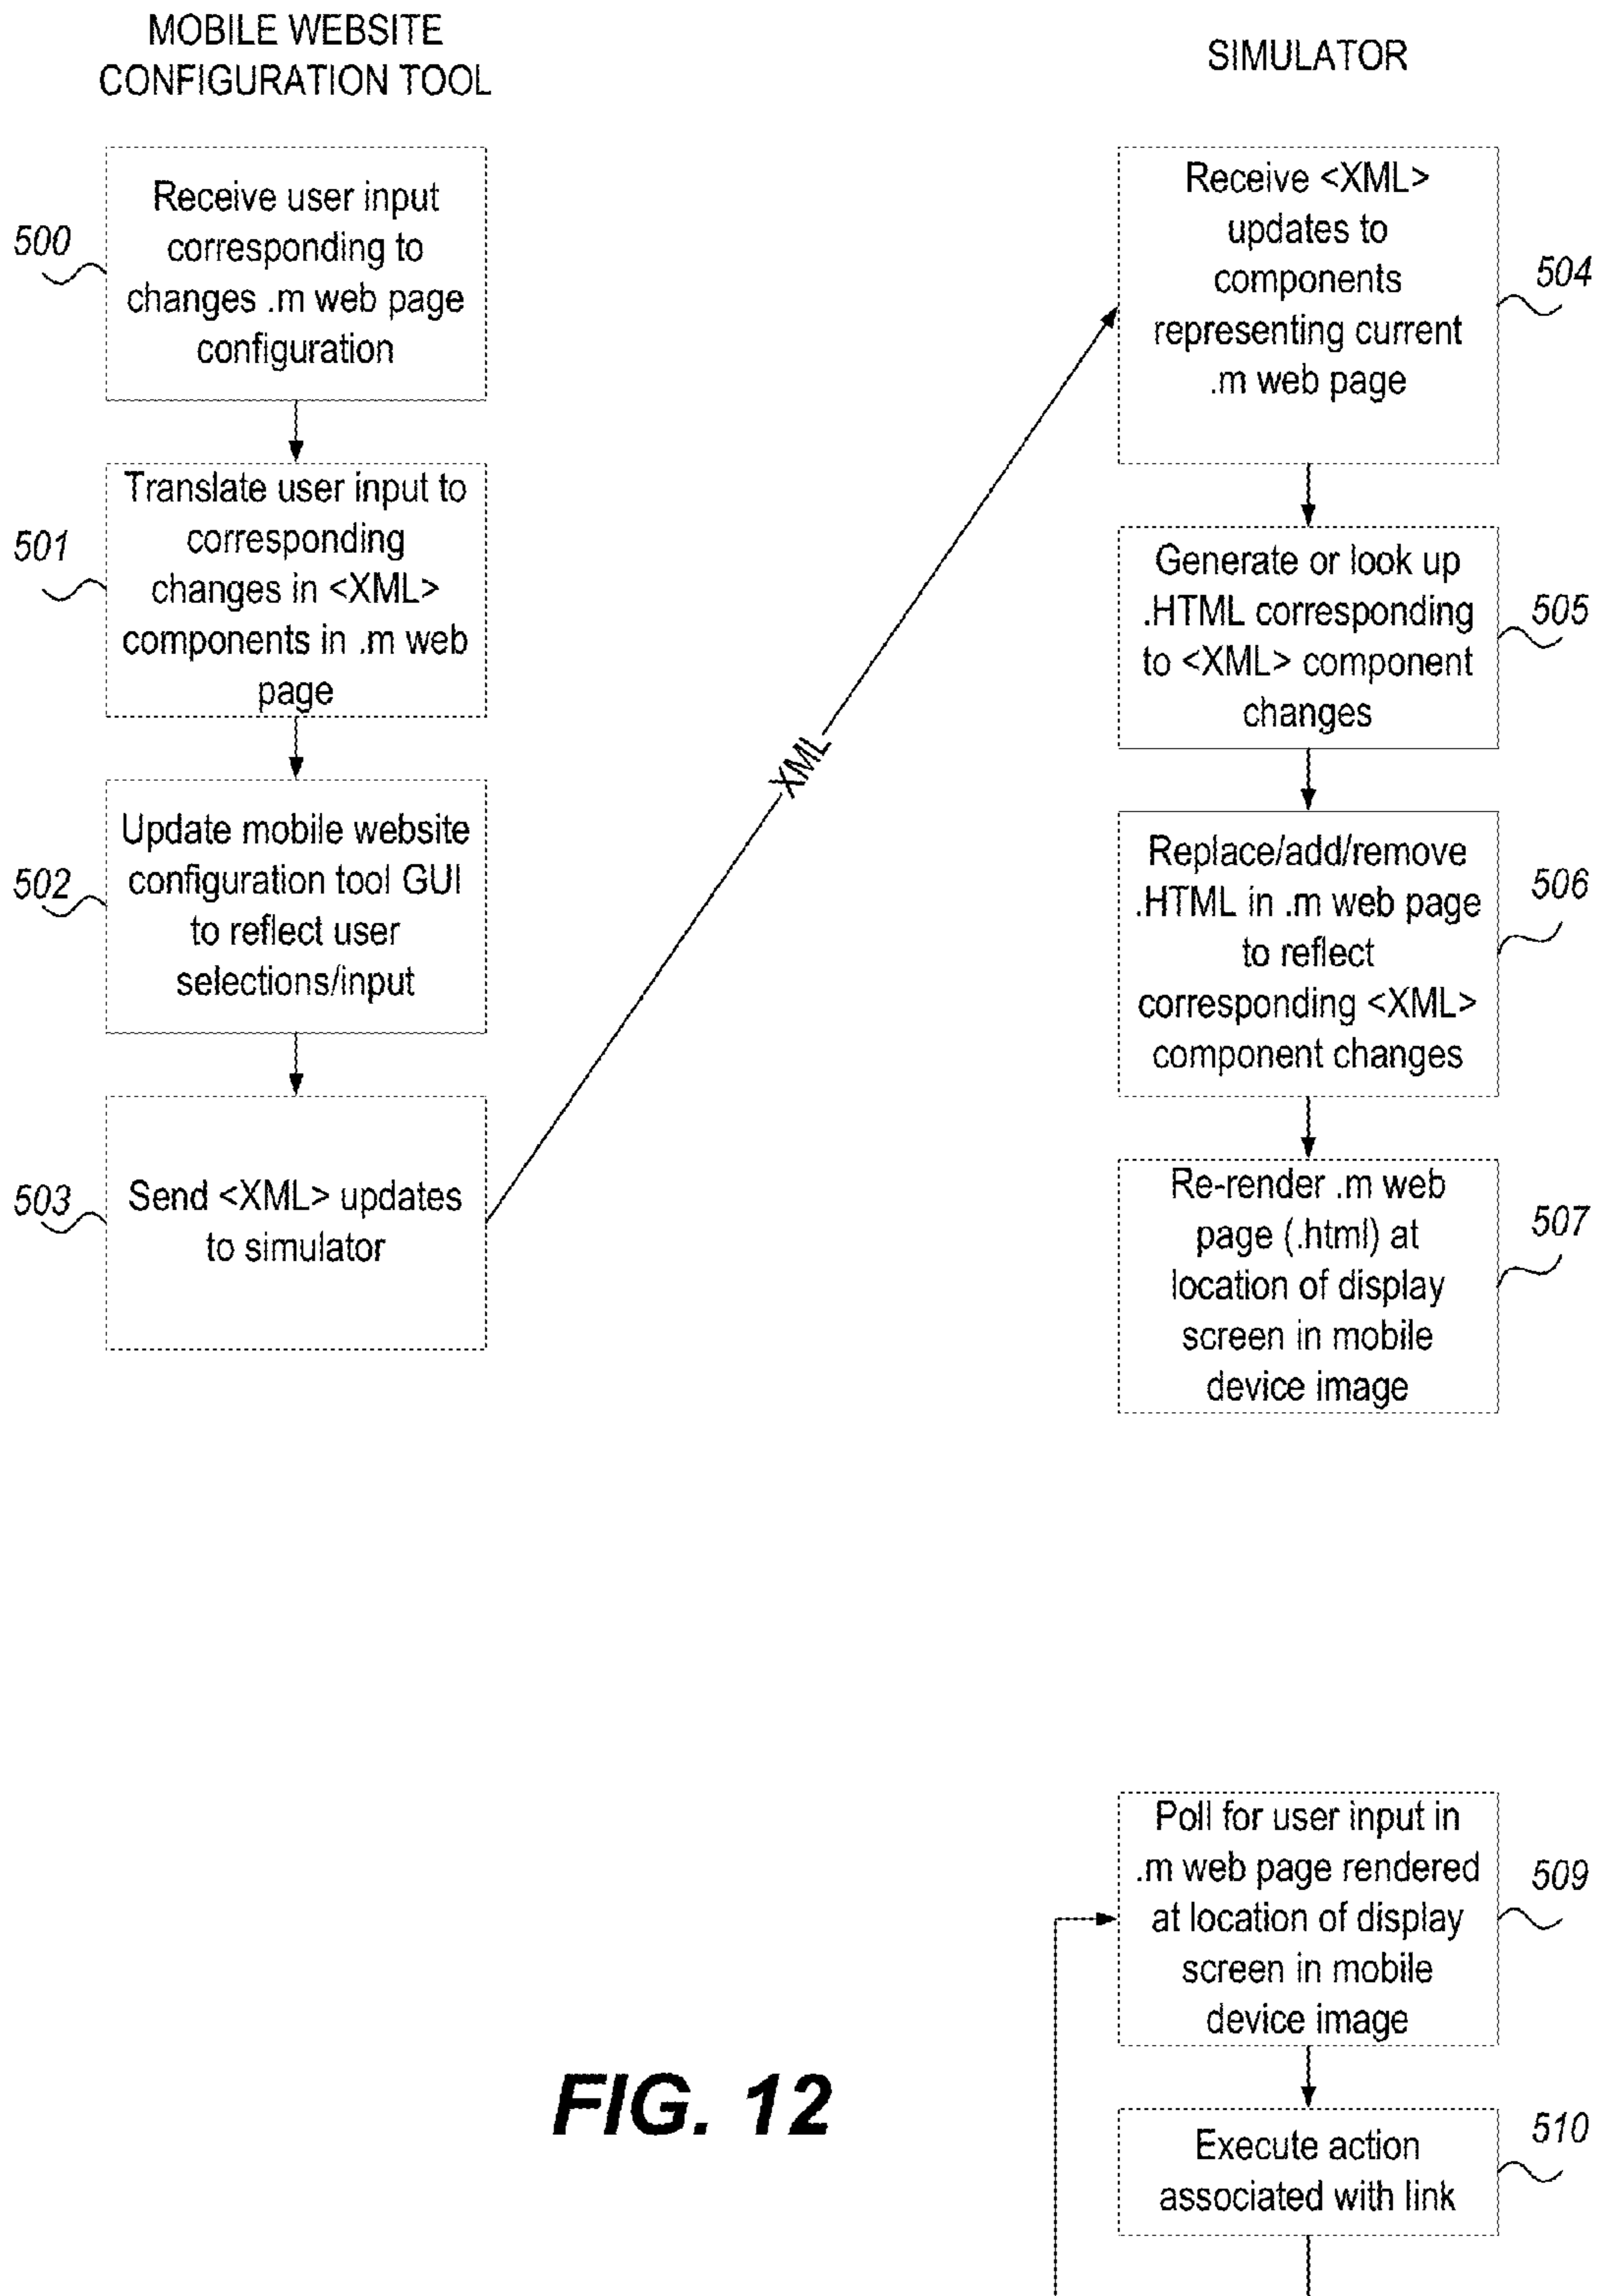 MOBILE WEBSITE
CONFIGURATION TOOL
500
Receive user input
corresponding to
changes .m web page
configuration
501
Translate user input to
corresponding
changes in <XML>
components in .m web
page
502
Update mobile website
configuration tool GUI
to reflect user
selections/input
503
Send <XML> updates
to simulator
XML
SIMULATOR
Receive <XML>
updates to
components
representing current
.m web page
504
Generate or look up
.HTML corresponding
to <XML> component
changes
505
Replace/add/remove
.HTML in .m web page
to reflect
corresponding <XML>
component changes
506
Re-render .m web
page (.html) at
location of display
screen in mobile
device image
507
Poll for user input in
.m web page rendered
at location of display
screen in mobile
device image
509
Execute action
associated with link
510
FIG. 12